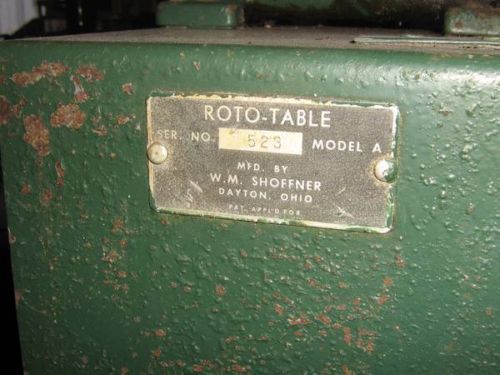 ROTO-TABLE
SER. NO. 523 MODEL A
MFD. BY
W.M. SHOFFNER
DAYTON, OHIO
PAT. APPL'D FOR